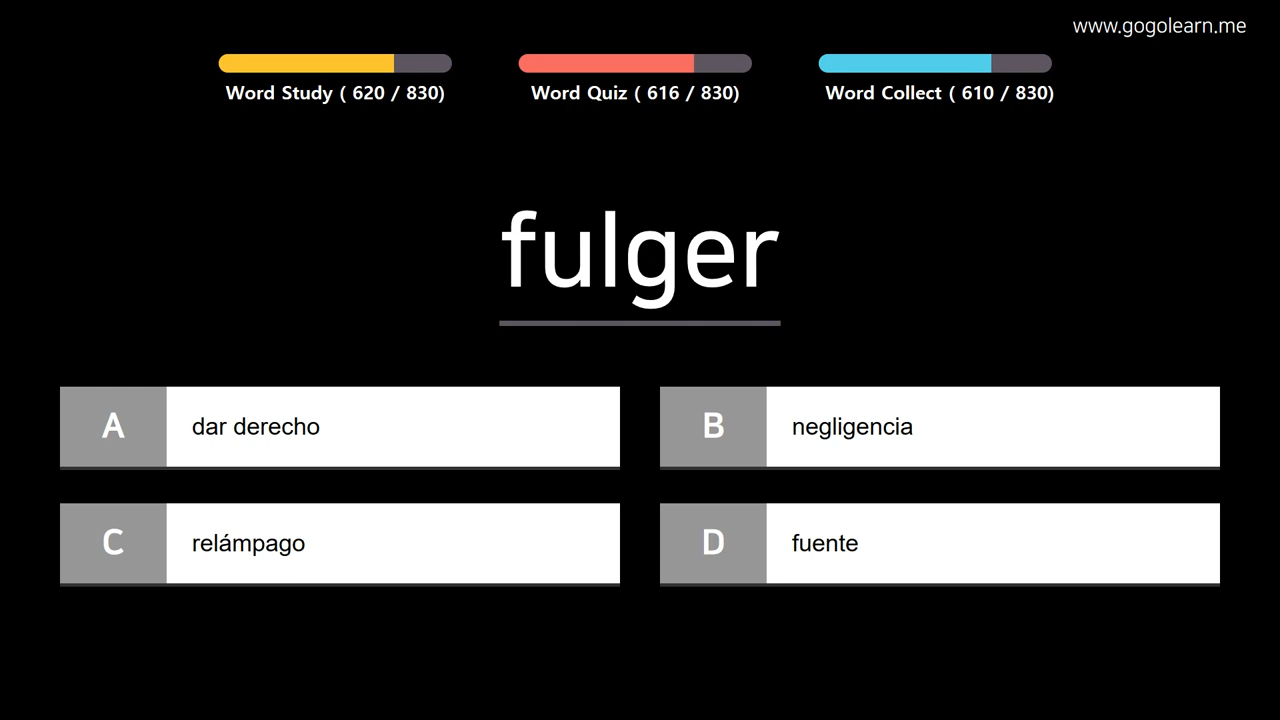 www.gogolearn.me
Word Study ( 620 / 830)
Word Quiz ( 616 / 830)
Word Collect ( 610 / 830)
fulger
A dar derecho
B negligencia
C relámpago
D fuente